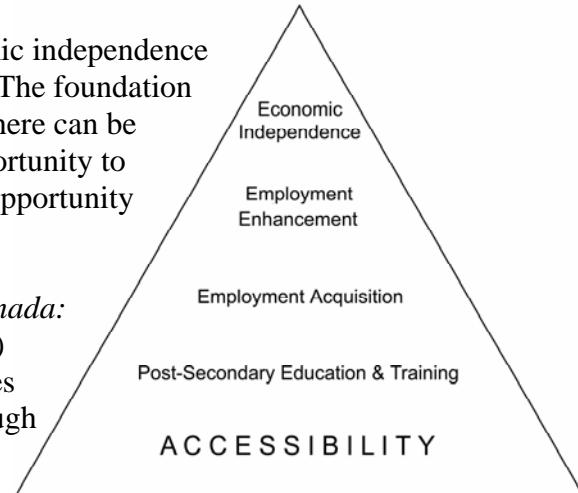 ic independence
The foundation
here can be
ortunity to
opportunity
nada:
)
es
ugh
Economic
Independence
Employment
Enhancement
Employment Acquisition
Post-Secondary Education & Training
ACCESSIBILITY